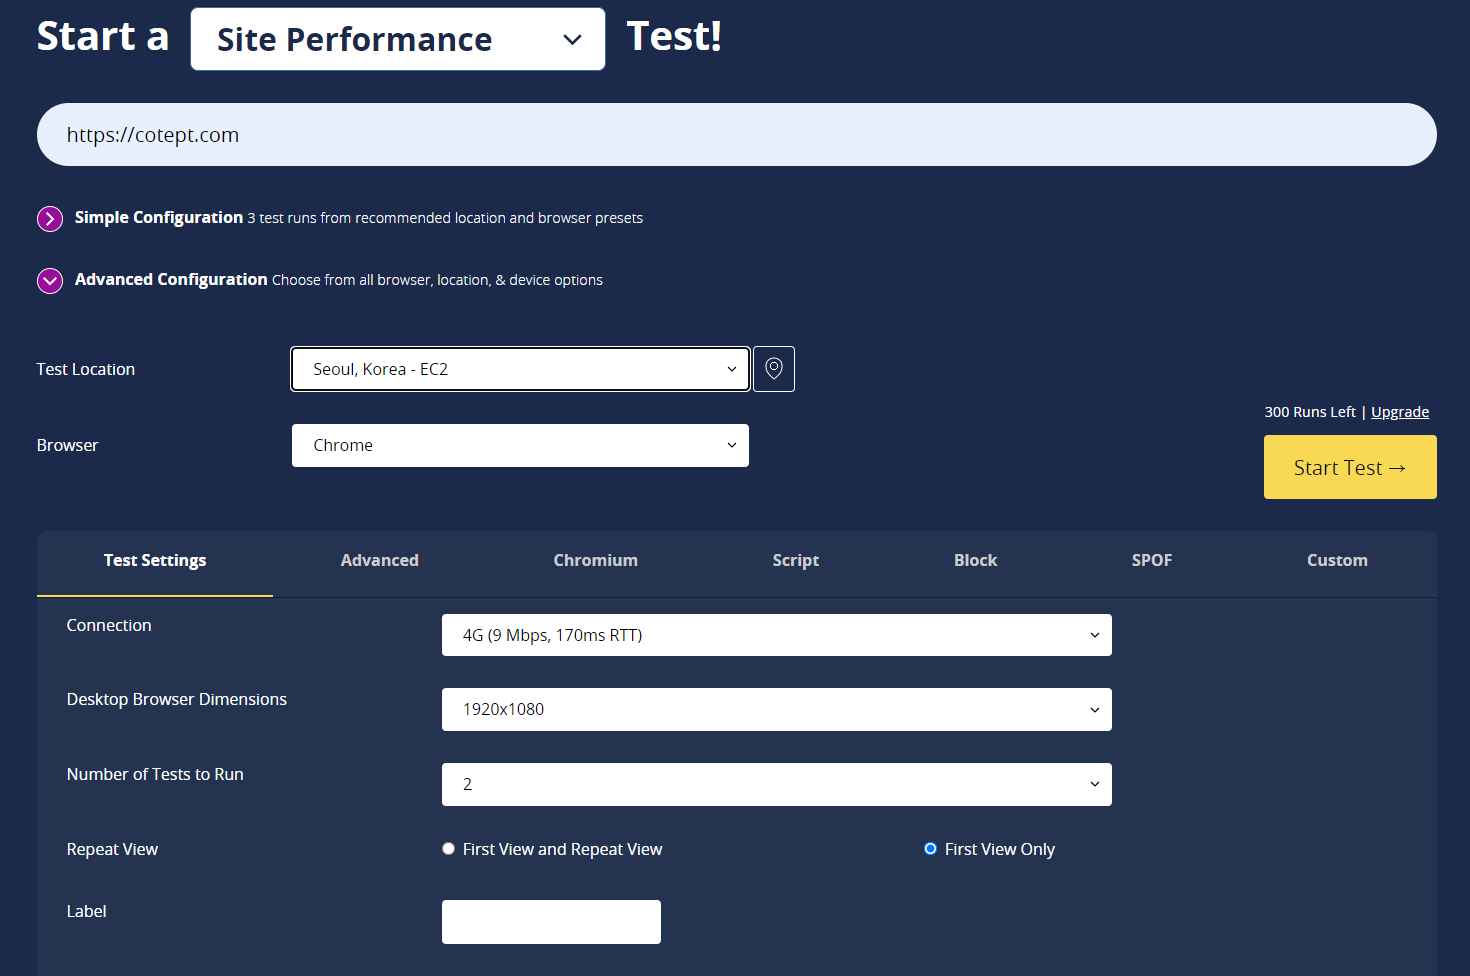 Start a Site Performance Test!
https://cotept.com
Simple Configuration 3 test runs from recommended location and browser presets
Advanced Configuration Choose from all browser, location, & device options
Test Location Seoul, Korea - EC2
300 Runs Left | Upgrade
Browser Chrome
Start Test →
Test Settings Advanced Chromium Script Block SPOF Custom
Connection 4G (9 Mbps, 170ms RTT)
Desktop Browser Dimensions 1920x1080
Number of Tests to Run 2
Repeat View First View and Repeat View First View Only
Label